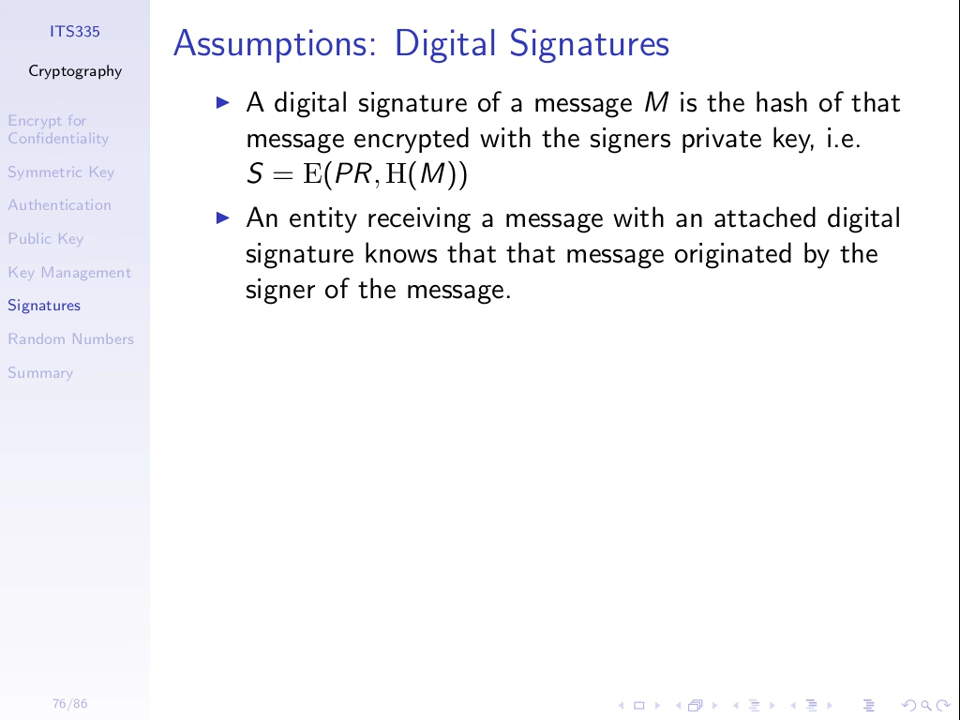 ITS335
Cryptography
Encrypt for
Confidentiality
Symmetric Key
Authentication
Public Key
Key Management
Signatures
Random Numbers
Summary
76/86
Assumptions: Digital Signatures
▶ A digital signature of a message M is the hash of that
message encrypted with the signers private key, i.e.
S = E(PR, H(M))
▶ An entity receiving a message with an attached digital
signature knows that that message originated by the
signer of the message.